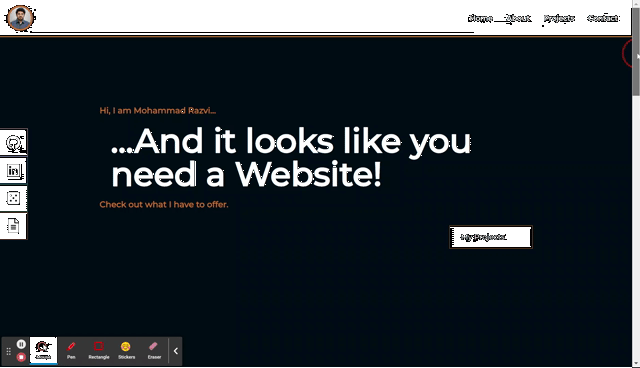 Home About Projects Contact
Hi, I am Mohammad Razvi...
...And it looks like you
need a Website!
Check out what I have to offer.
My Projects
Pen Rectangle Stickers Eraser